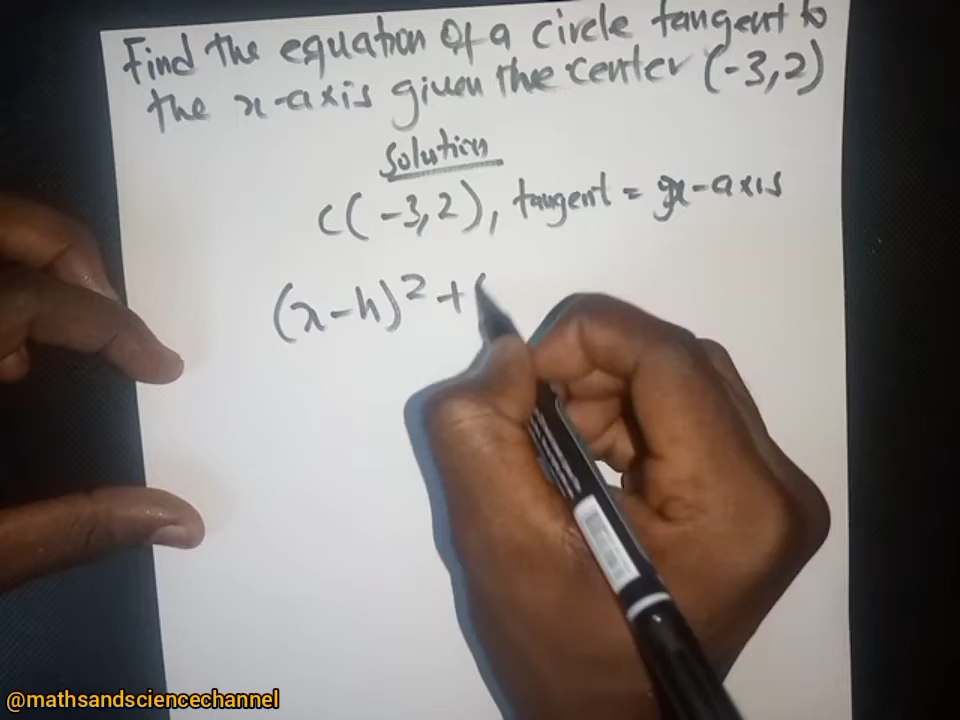 Find the equation of a circle tangent to
the x-axis given the center (-3,2)
Solution
C(-3,2), tangent = x-axis
(x-h)² + (
@mathsandsciencechannel